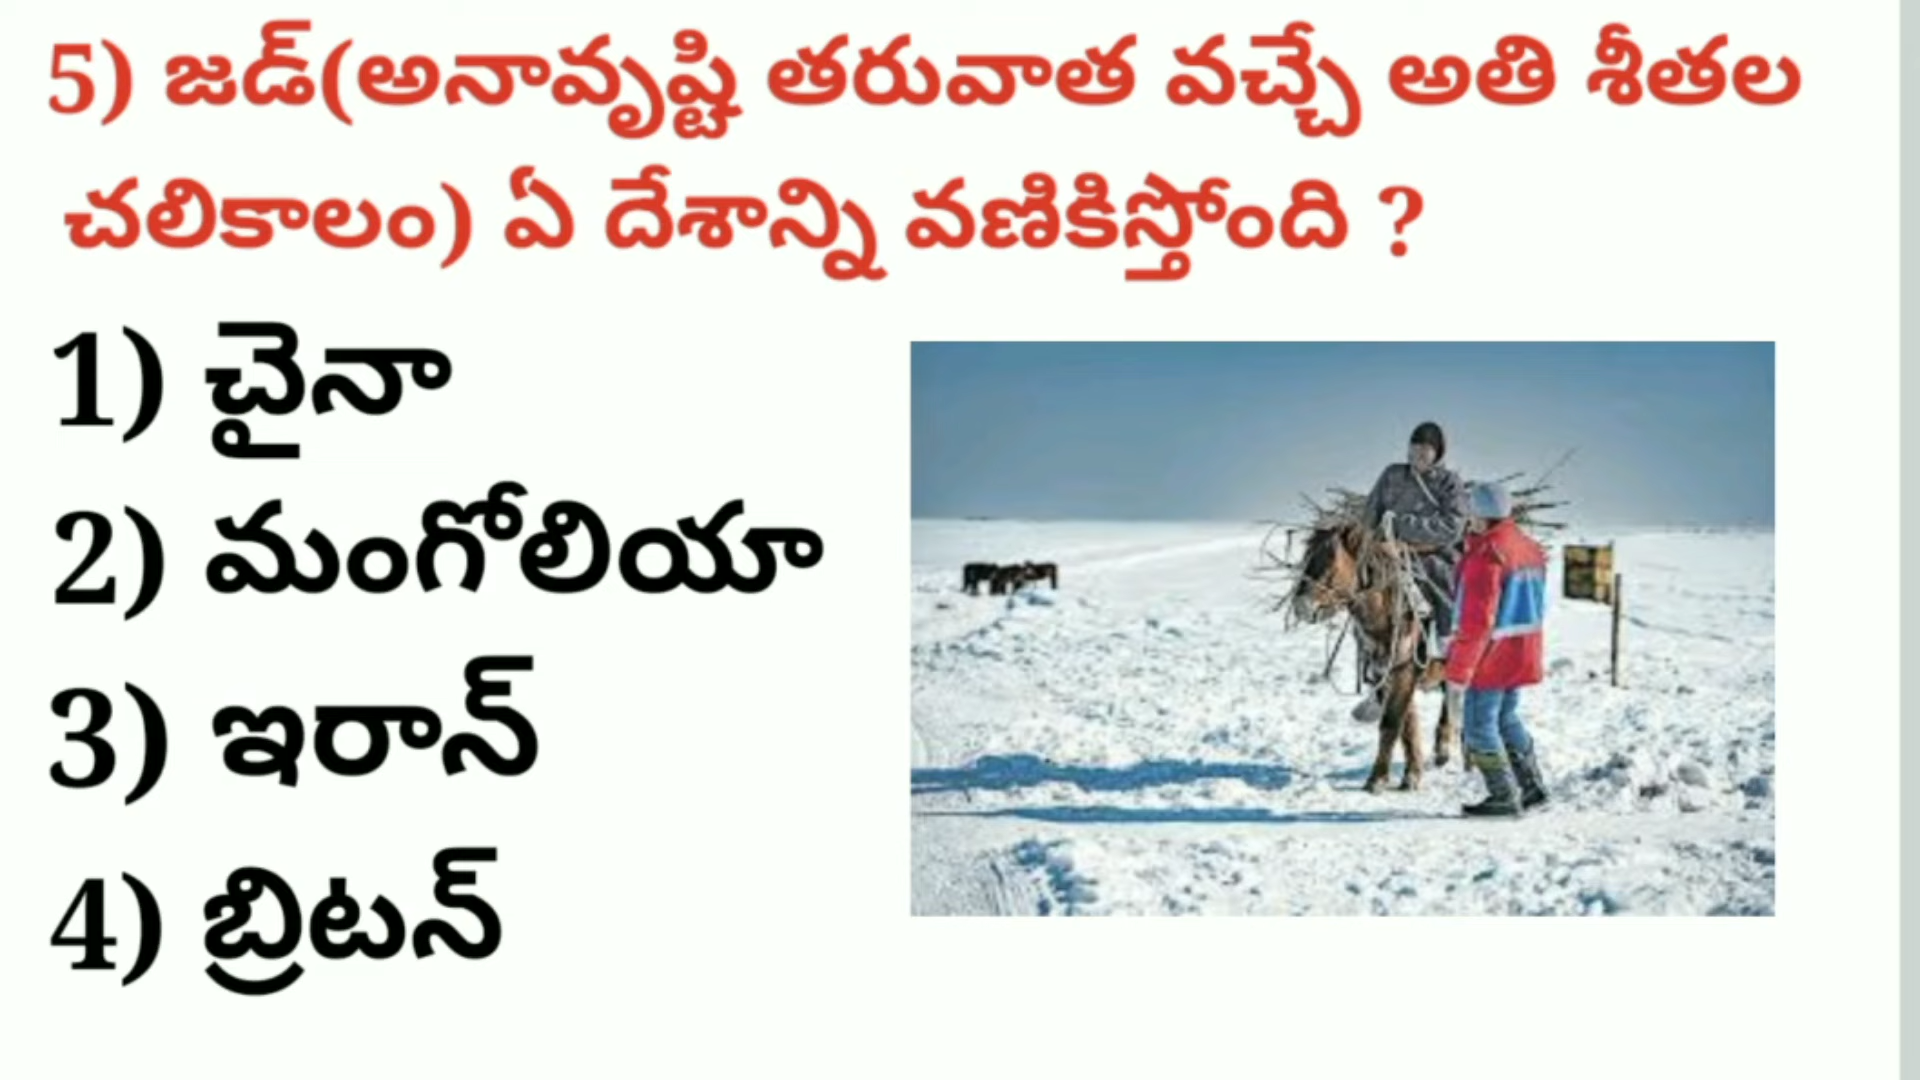 5) జడ్(అనావృష్టి తరువాత వచ్చే అతి శీతల
చలికాలం) ఏ దేశాన్ని వణికిస్తోంది ?
1) చైనా
2) మంగోలియా
3) ఇరాన్
4) బ్రిటన్